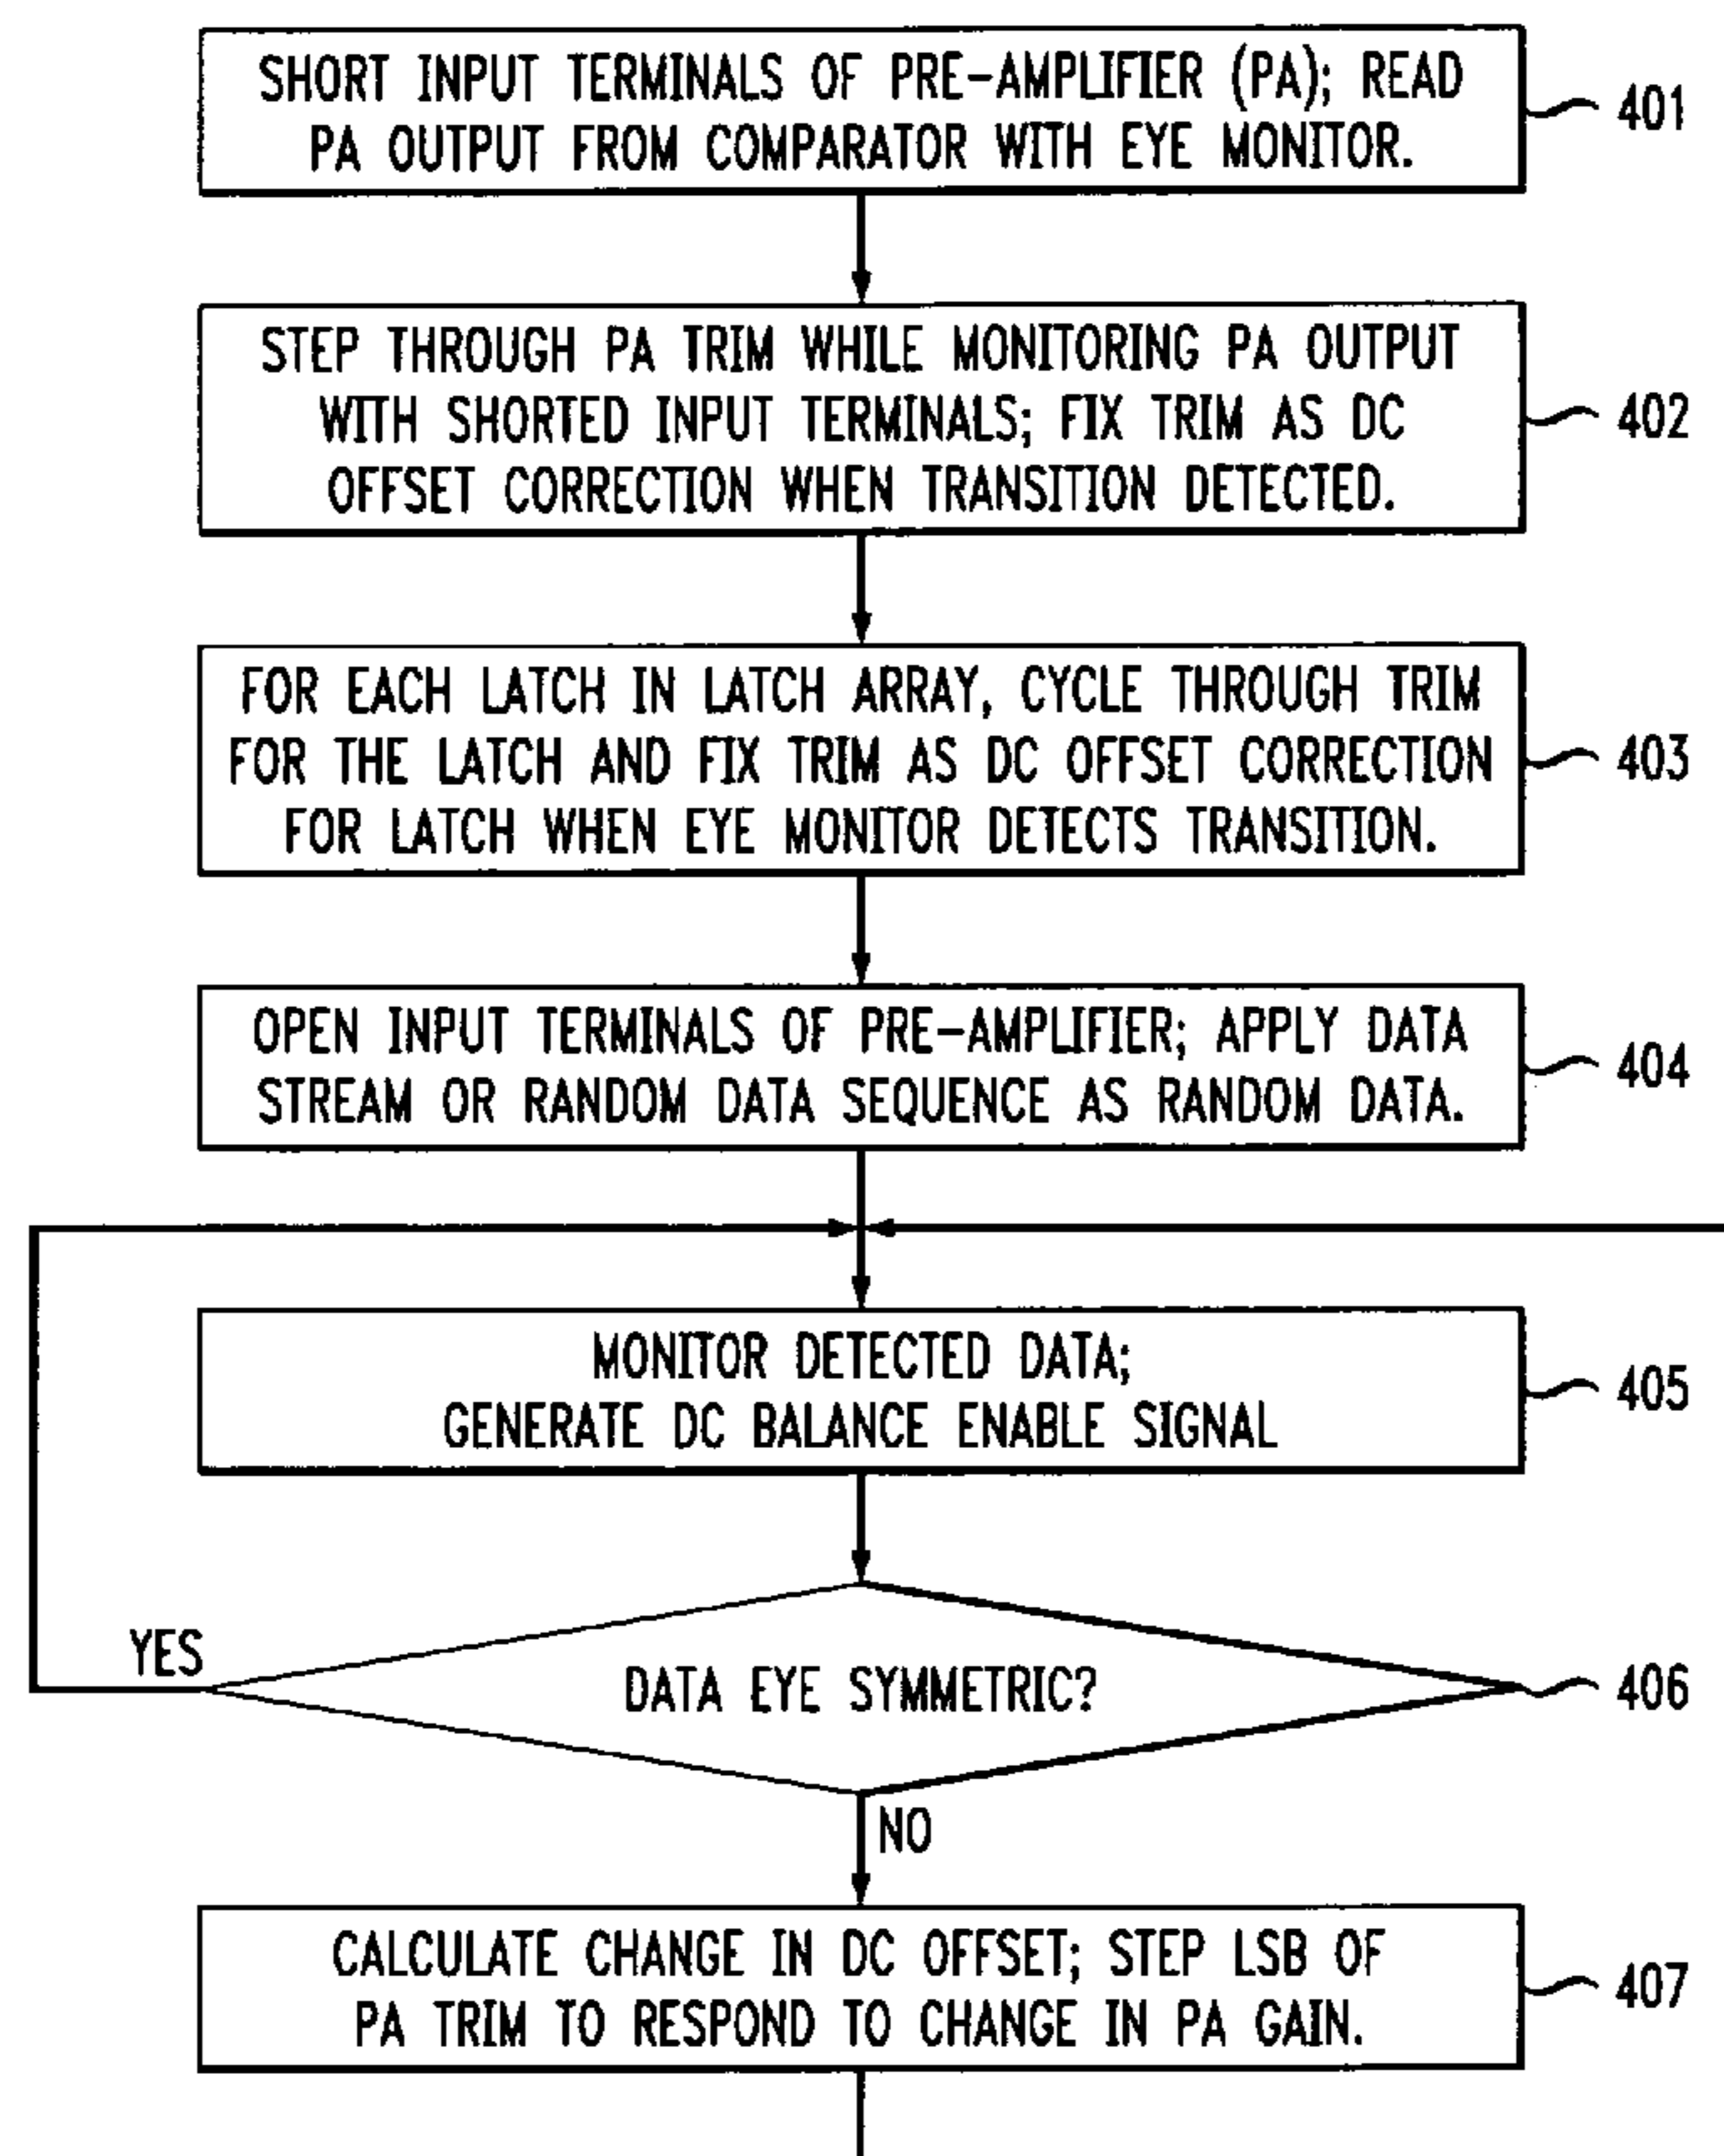 SHORT INPUT TERMINALS OF PRE-AMPLIFIER (PA); READ
PA OUTPUT FROM COMPARATOR WITH EYE MONITOR.
401
STEP THROUGH PA TRIM WHILE MONITORING PA OUTPUT
WITH SHORTED INPUT TERMINALS; FIX TRIM AS DC
OFFSET CORRECTION WHEN TRANSITION DETECTED.
402
FOR EACH LATCH IN LATCH ARRAY, CYCLE THROUGH TRIM
FOR THE LATCH AND FIX TRIM AS DC OFFSET CORRECTION
FOR LATCH WHEN EYE MONITOR DETECTS TRANSITION.
403
OPEN INPUT TERMINALS OF PRE-AMPLIFIER; APPLY DATA
STREAM OR RANDOM DATA SEQUENCE AS RANDOM DATA.
404
MONITOR DETECTED DATA;
GENERATE DC BALANCE ENABLE SIGNAL
405
YES
DATA EYE SYMMETRIC?
406
NO
CALCULATE CHANGE IN DC OFFSET; STEP LSB OF
PA TRIM TO RESPOND TO CHANGE IN PA GAIN.
407